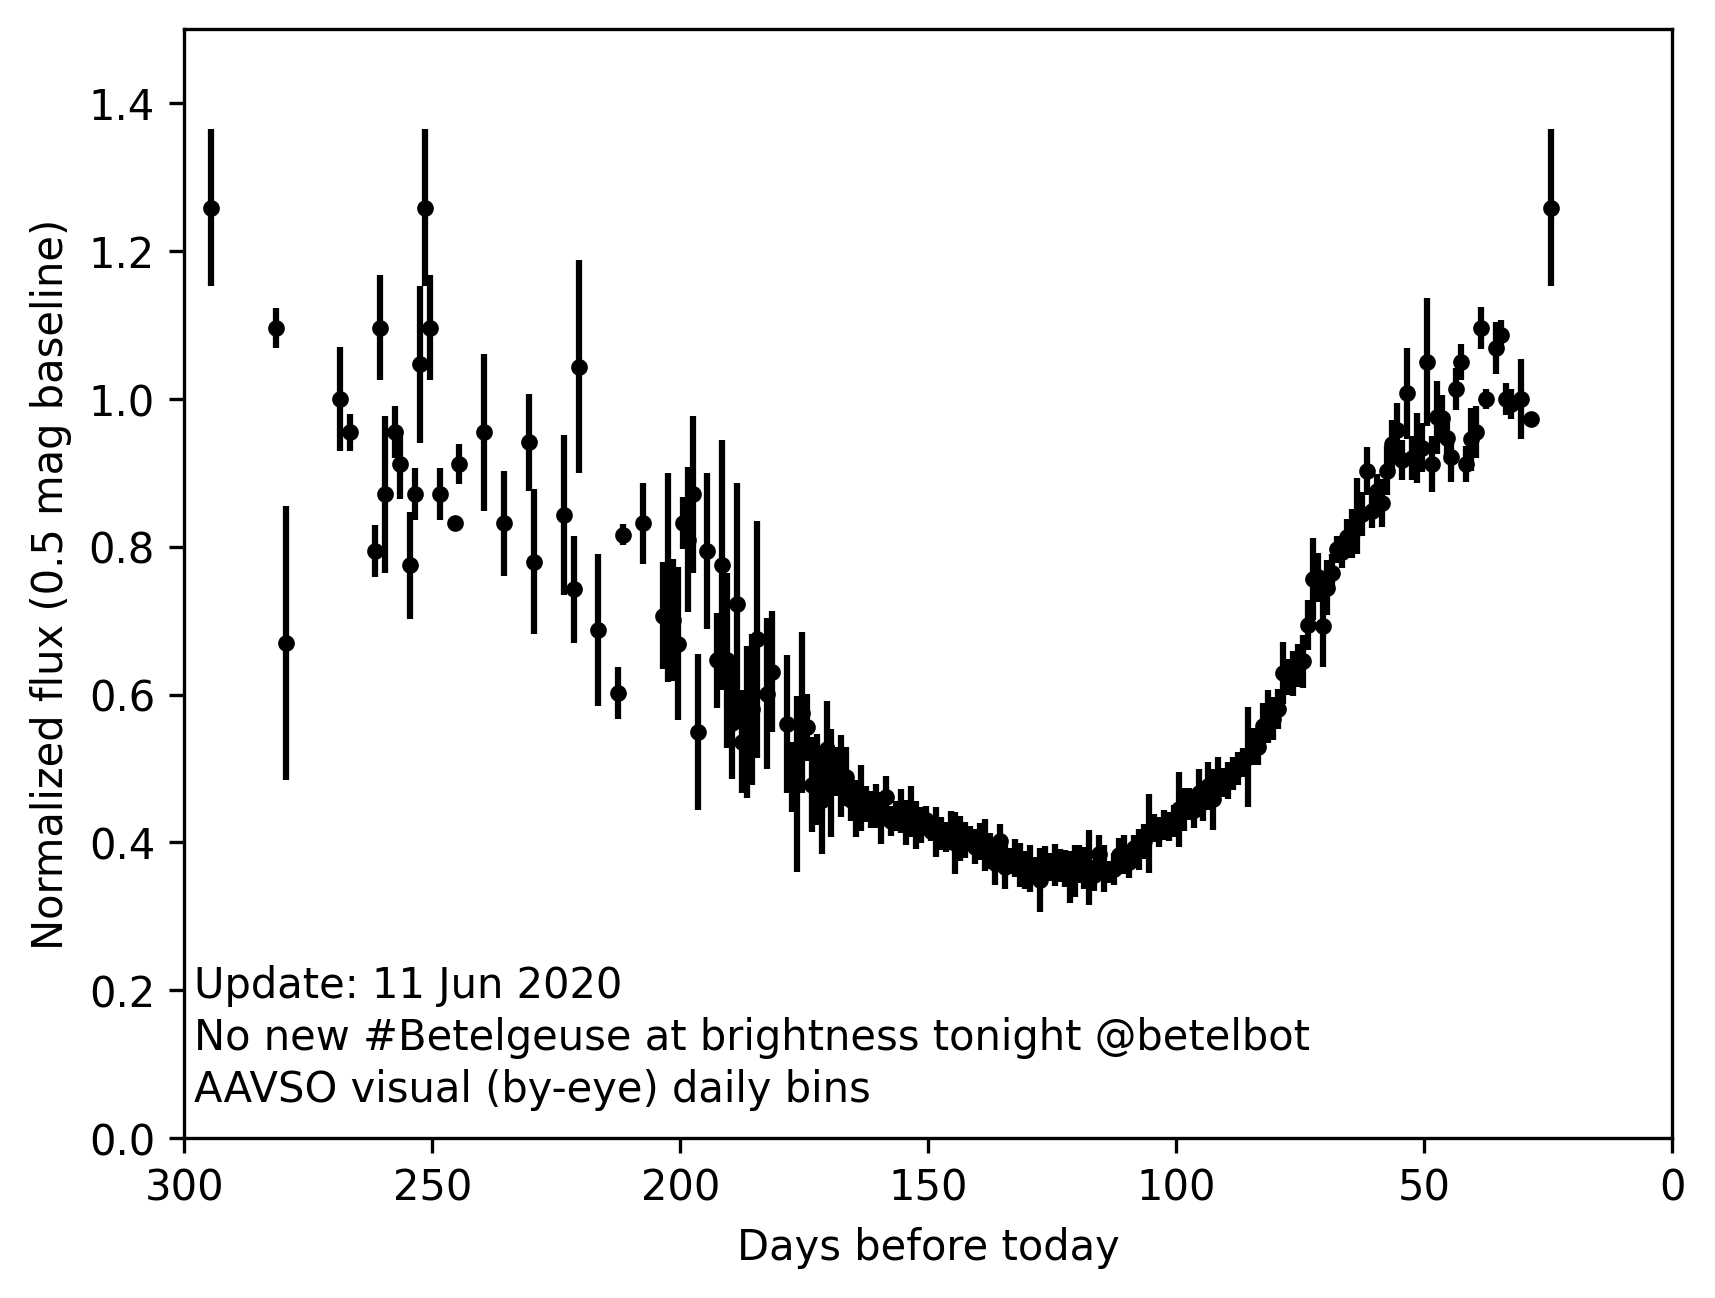 1.4
1.2
1.0
0.8
0.6
0.4
0.2
0.0
Normalized flux (0.5 mag baseline)
Update: 11 Jun 2020
No new #Betelgeuse at brightness tonight @betelbot
AAVSO visual (by-eye) daily bins
300 250 200 150 100 50 0
Days before today